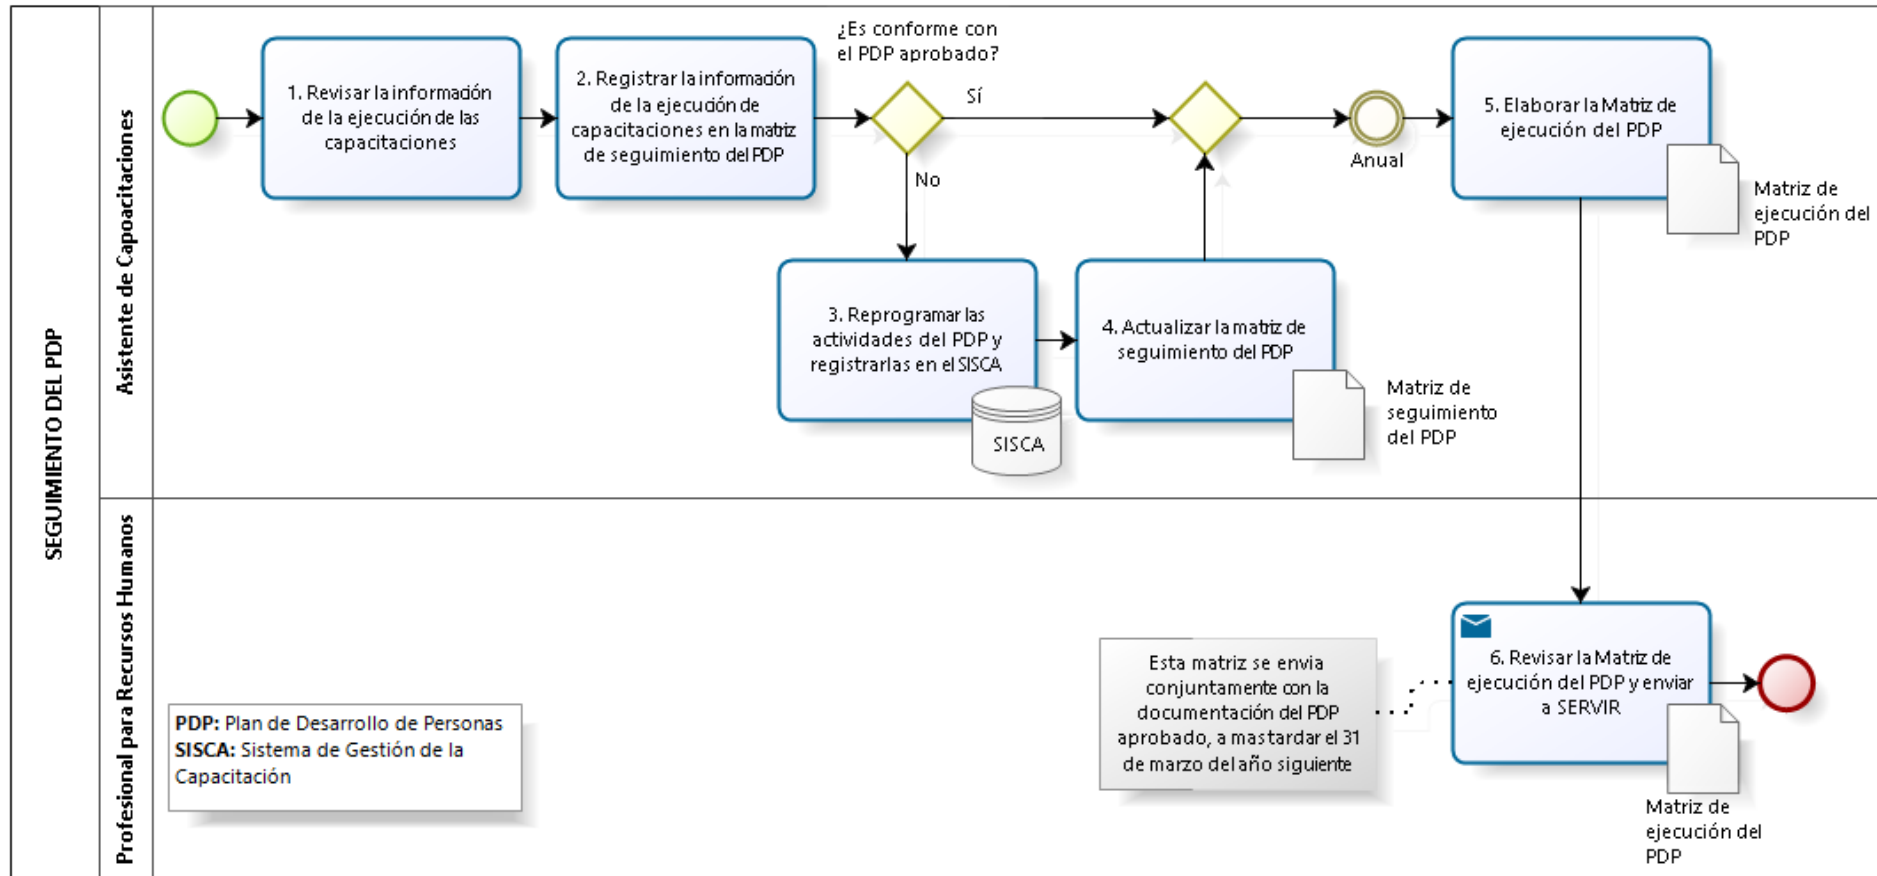 SEGUIMIENTO DEL PDP
Asistente de Capoacitaciones
1. Revisar la información
de la ejecución de las
capacitaciones
2. Registrar la información
de la ejecución de
capacitaciones en la matriz
de seguimiento del PDP
¿Es conforme con
el PDP aprobado?
Sí
No
3. Reprogramar las
actividades del PDP y
registrarlas en el SISCA
SISCA
4. Actualizar la matriz de
seguimiento del PDP
Matriz de
seguimiento
del PDP
Anual
5. Elaborar la Matriz de
ejecución del PDP
Matriz de
ejecución del
PDP
Profesional para Recursos Humanos
PDP: Plan de Desarrollo de Personas
SISCA: Sistema de Gestión de la
Capacitación
Esta matriz se envia
conjuntamente con la
documentación del PDP
aprobado, a mas tardar el 31
de marzo del año siguiente
6. Revisar la Matriz de
ejecución del PDP y enviar
a SERVIR
Matriz de
ejecución del
PDP